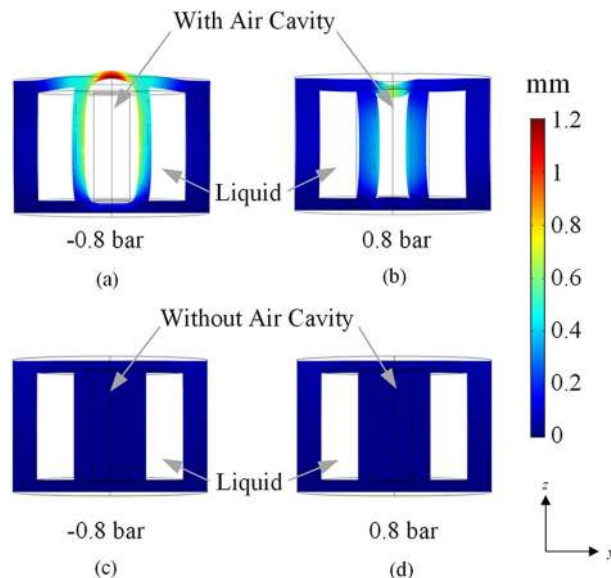 With Air Cavity
mm
1.2
1
0.8
0.6
0.4
0.2
0
Liquid
-0.8 bar
0.8 bar
(a)
(b)
Without Air Cavity
Liquid
-0.8 bar
0.8 bar
(c)
(d)
z
y